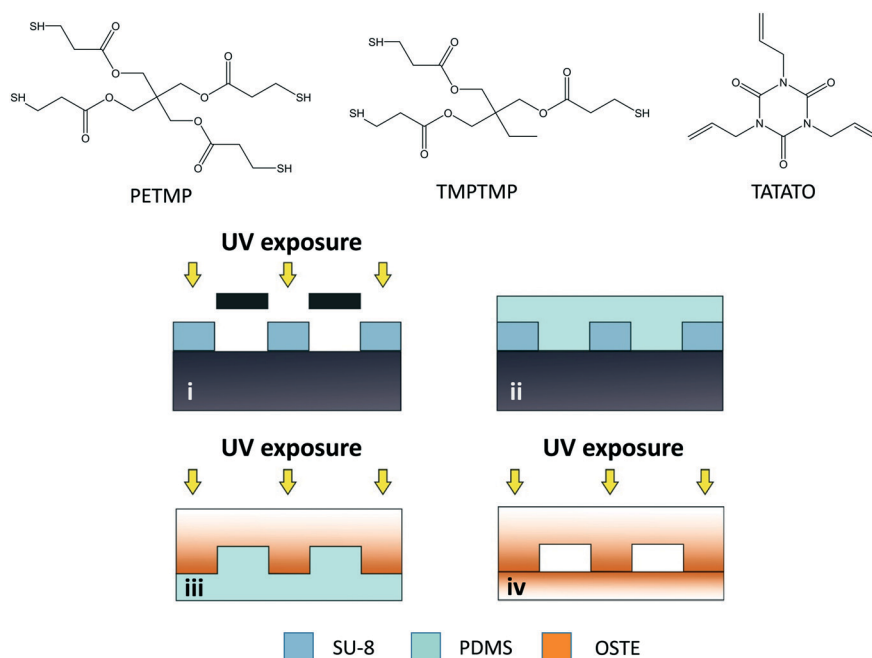 SH
O
O
SH
O
O
O
O
SH
O
O
SH
PETMP
SH
O
O
SH
O
O
O
O
SH
TMPTMP
O
N
N
O
N
O
TATATO
UV exposure
i
ii
UV exposure
UV exposure
iii
iv
SU-8
PDMS
OSTE